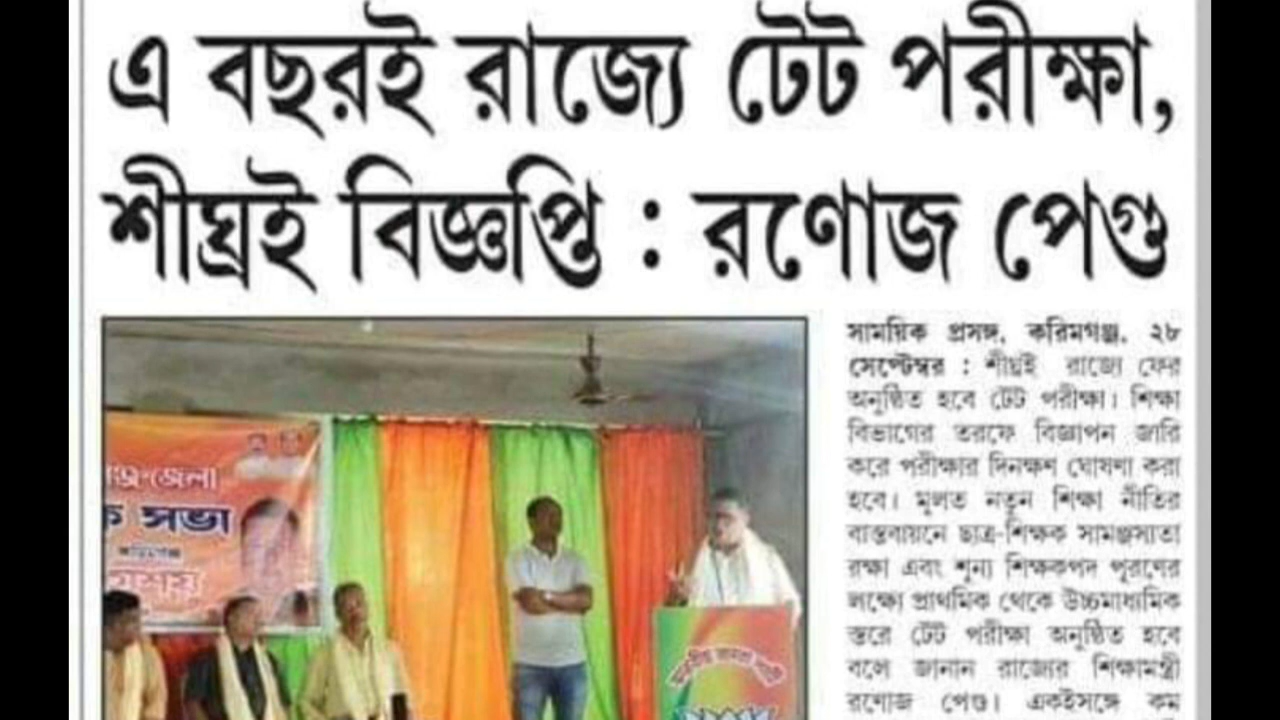 এ বছরই রাজ্যে টেট পরীক্ষা,
শীঘ্রই বিজ্ঞপ্তি : রণোজ পেগু
সাময়িক প্রসঙ্গ, করিমগঞ্জ, ২৮
সেপ্টেম্বর : শীঘ্রই রাজ্যে ফের
অনুষ্ঠিত হবে টেট পরীক্ষা। শিক্ষা
বিভাগের তরফে বিজ্ঞাপন জারি
করে পরীক্ষার দিনক্ষণ ঘোষণা করা
হবে। মূলত নতুন শিক্ষা নীতির
বাস্তবায়নে ছাত্র-শিক্ষক সামঞ্জস্যতা
রক্ষা এবং শূন্য শিক্ষকপদ পূরণের
লক্ষ্যে প্রাথমিক থেকে উচ্চমাধ্যমিক
স্তরে টেট পরীক্ষা অনুষ্ঠিত হবে
বলে জানান রাজ্যের শিক্ষামন্ত্রী
রণোজ পেগু। একইসঙ্গে কম
জেলা
সভা